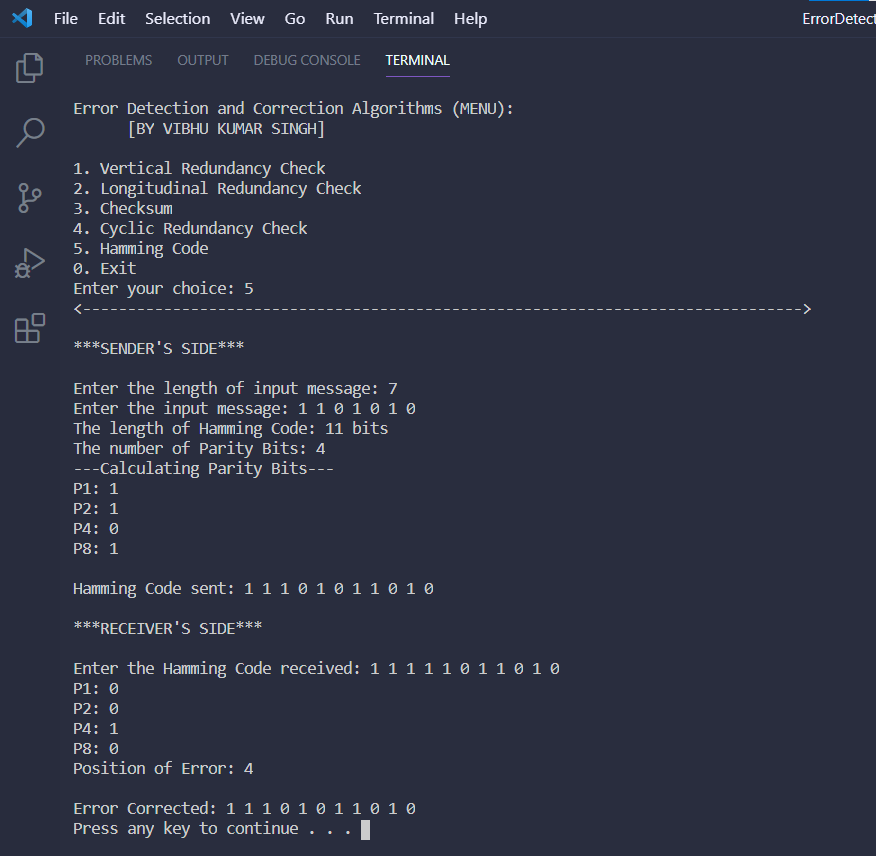 File Edit Selection View Go Run Terminal Help ErrorDetect
PROBLEMS OUTPUT DEBUG CONSOLE TERMINAL
Error Detection and Correction Algorithms (MENU):
[BY VIBHU KUMAR SINGH]
1. Vertical Redundancy Check
2. Longitudinal Redundancy Check
3. Checksum
4. Cyclic Redundancy Check
5. Hamming Code
0. Exit
Enter your choice: 5
<-------------------------------------------------------------------------------->
***SENDER'S SIDE***
Enter the length of input message: 7
Enter the input message: 1 1 0 1 0 1 0
The length of Hamming Code: 11 bits
The number of Parity Bits: 4
---Calculating Parity Bits---
P1: 1
P2: 1
P4: 0
P8: 1
Hamming Code sent: 1 1 1 0 1 0 1 1 0 1 0
***RECEIVER'S SIDE***
Enter the Hamming Code received: 1 1 1 1 1 0 1 1 0 1 0
P1: 0
P2: 0
P4: 1
P8: 0
Position of Error: 4
Error Corrected: 1 1 1 0 1 0 1 1 0 1 0
Press any key to continue . . .